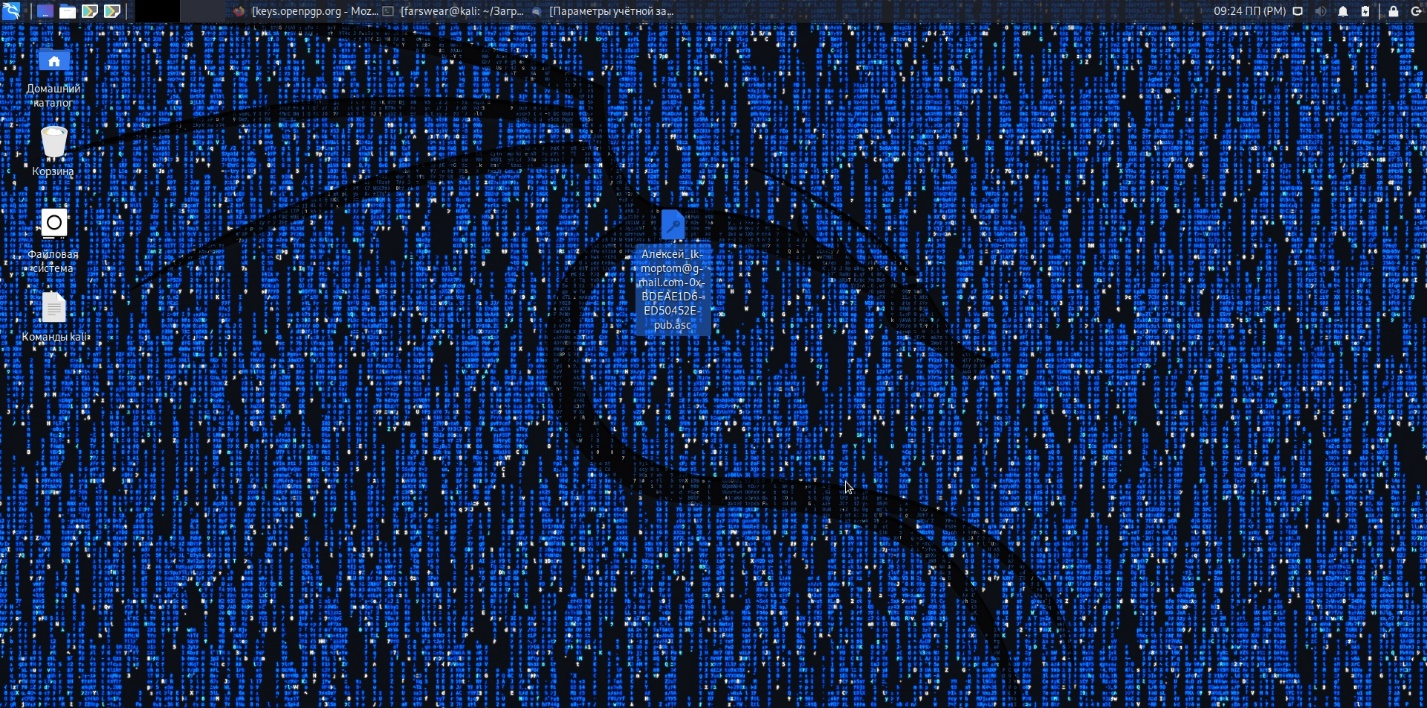 [keys.openpgp.org - Moz...
[farswear@kali: ~/Загр...
[[Параметры учётной за...
09:24 ПП (PM)
Домашний
каталог
Корзина
Файловая
система
Команды kali
Алексей_lk-
moptom@g-
mail.com-0x-
BDEAE1D6-
ED50452E-
pub.asc